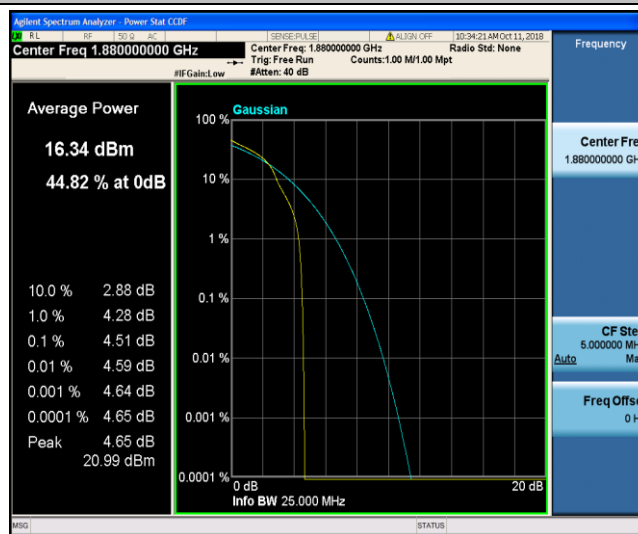 Agilent Spectrum Analyzer - Power Stat CCDF
RL RF 50 Ω AC SENSE:PULSE ALIGN OFF 10:34:21 AM Oct 11, 2018
Center Freq 1.880000000 GHz
Center Freq: 1.880000000 GHz Radio Std: None
Trig: Free Run Counts:1.00 M/1.00 Mpt
#IFGain:Low #Atten: 40 dB
Frequency
Average Power
16.34 dBm
44.82 % at 0dB
10.0 % 2.88 dB
1.0 % 4.28 dB
0.1 % 4.51 dB
0.01 % 4.59 dB
0.001 % 4.64 dB
0.0001 % 4.65 dB
Peak 4.65 dB
20.99 dBm
Gaussian
100 %
10 %
1 %
0.1 %
0.01 %
0.001 %
0.0001 %
0 dB 20 dB
Info BW 25.000 MHz
Center Fre
1.880000000 GH
CF Ste
5.000000 MH
Auto Ma
Freq Offse
0 H
MSG STATUS